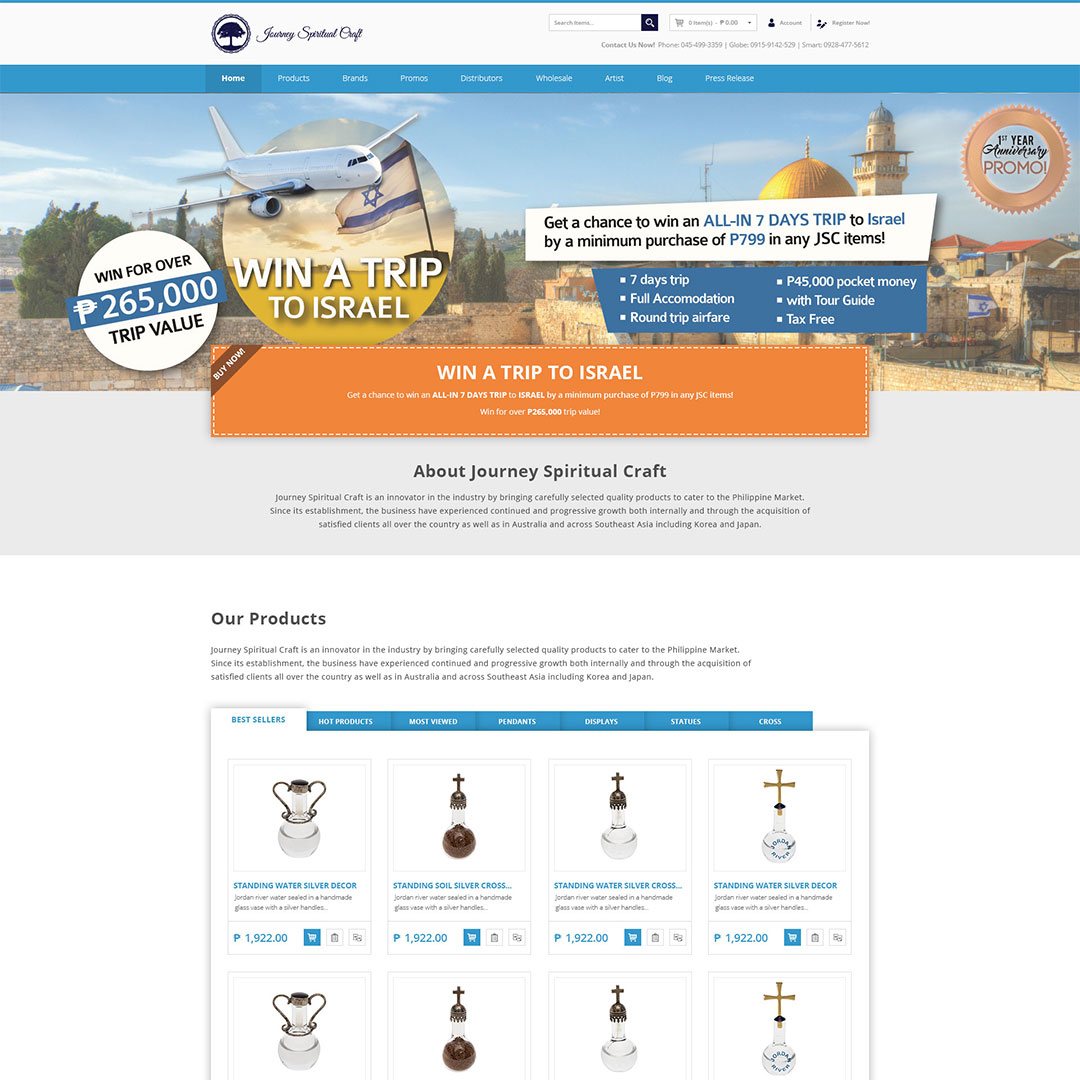 Journey Spiritual Craft
Search Items...
0 Item(s) - ₱ 0.00
Account
Register Now!
Contact Us Now! Phone: 045-499-3359 | Globe: 0915-9142-529 | Smart: 0928-477-5612
Home Products Brands Promos Distributors Wholesale Artist Blog Press Release
1ST YEAR
Anniversary
PROMO!
WIN FOR OVER
₱265,000
TRIP VALUE
WIN A TRIP
TO ISRAEL
Get a chance to win an ALL-IN 7 DAYS TRIP to Israel
by a minimum purchase of P799 in any JSC items!
7 days trip
Full Accomodation
Round trip airfare
P45,000 pocket money
with Tour Guide
Tax Free
BUY NOW!
WIN A TRIP TO ISRAEL
Get a chance to win an ALL-IN 7 DAYS TRIP to ISRAEL by a minimum purchase of P799 in any JSC items!
Win for over P265,000 trip value!
About Journey Spiritual Craft
Journey Spiritual Craft is an innovator in the industry by bringing carefully selected quality products to cater to the Philippine Market.
Since its establishment, the business have experienced continued and progressive growth both internally and through the acquisition of
satisfied clients all over the country as well as in Australia and across Southeast Asia including Korea and Japan.
Our Products
Journey Spiritual Craft is an innovator in the industry by bringing carefully selected quality products to cater to the Philippine Market.
Since its establishment, the business have experienced continued and progressive growth both internally and through the acquisition of
satisfied clients all over the country as well as in Australia and across Southeast Asia including Korea and Japan.
BEST SELLERS HOT PRODUCTS MOST VIEWED PENDANTS DISPLAYS STATUES CROSS
JORDAN
RIVER
STANDING WATER SILVER DECOR
Jordan river water sealed in a handmade
glass vase with a silver handles...
₱ 1,922.00
STANDING SOIL SILVER CROSS...
Jordan river water sealed in a handmade
glass vase with a silver handles...
₱ 1,922.00
STANDING WATER SILVER CROSS...
Jordan river water sealed in a handmade
glass vase with a silver handles...
₱ 1,922.00
STANDING WATER SILVER DECOR
Jordan river water sealed in a handmade
glass vase with a silver handles...
₱ 1,922.00
JORDAN
RIVER